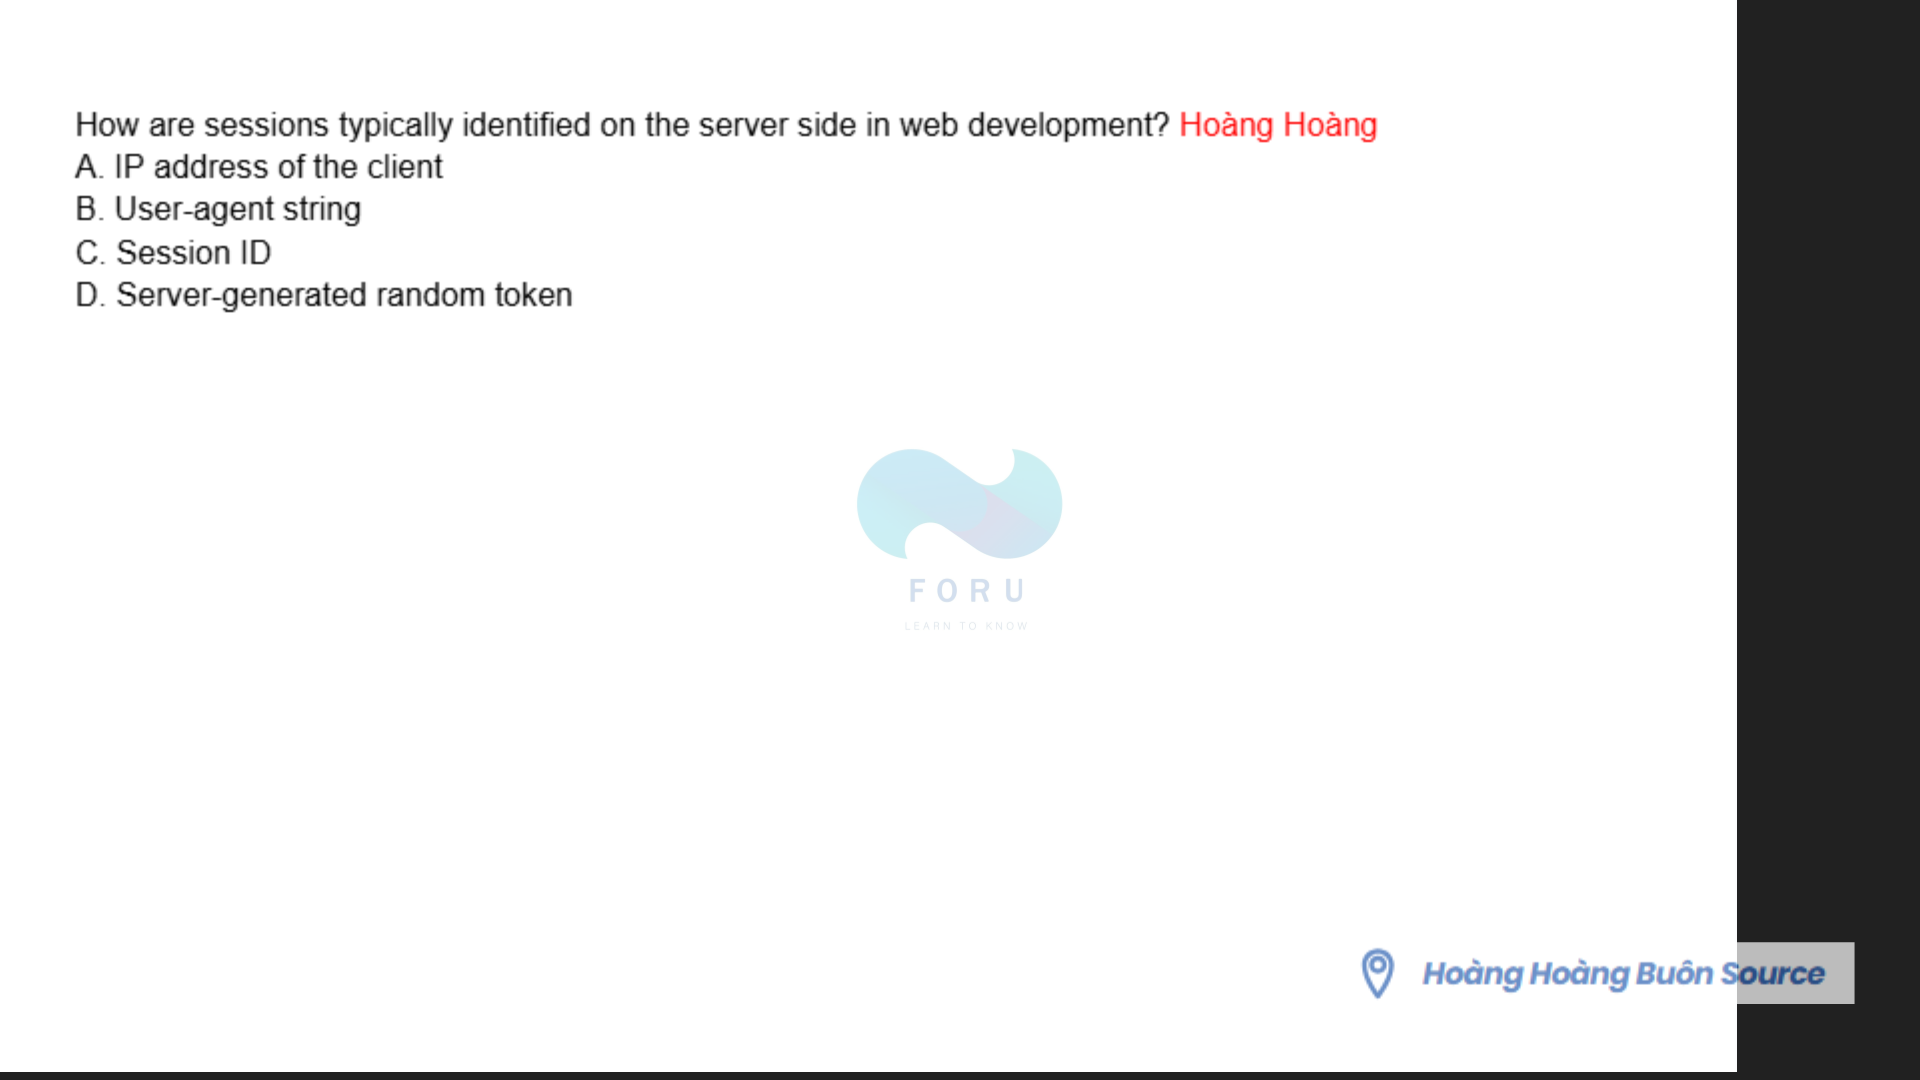 How are sessions typically identified on the server side in web development? Hoàng Hoàng
A. IP address of the client
B. User-agent string
C. Session ID
D. Server-generated random token
FORU
LEARN TO KNOW
Hoàng Hoàng Buôn Source